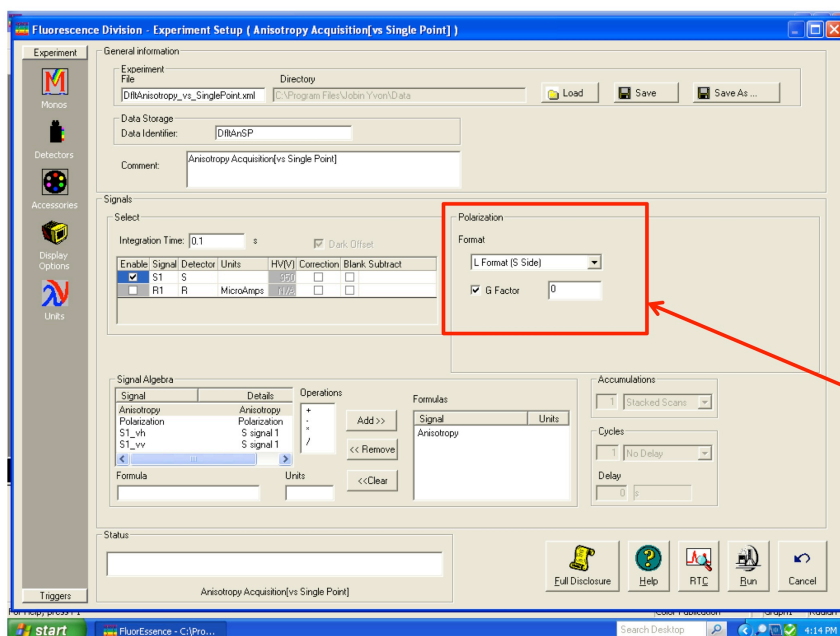 Fluorescence Division - Experiment Setup ( Anisotropy Acquisition[vs Single Point] )
Experiment
Monos
Detectors
Accessories
Display
Options
Units
Triggers
General information
Experiment
File
Directory
DfltAnisotropy_vs_SinglePoint.xml
C:\Program Files\Jobin Yvon\Data
Load
Save
Save As ...
Data Storage
Data Identifier:
DfltAnSP
Comment:
Anisotropy Acquisition[vs Single Point]
Signals
Select
Integration Time: 0.1 s
Dark Offset
Enable Signal Detector Units HV(V) Correction Blank Subtract
S1 S 950
R1 R MicroAmps n/a
Polarization
Format
L Format (S Side)
G Factor 0
Signal Algebra
Signal Details
Anisotropy Anisotropy
Polarization Polarization
S1_vh S signal 1
S1_vv S signal 1
Operations
+
-
*
/
Add >>
<< Remove
<<Clear
Formula
Units
Formulas
Signal Units
Anisotropy
Accumulations
1 Stacked Scans
Cycles
1 No Delay
Delay
0 s
Status
Anisotropy Acquisition[vs Single Point]
Full Disclosure
Help
RTC
Run
Cancel
For Help, press F1
start
FluorEssence - C:\Pro...
Search Desktop
4:14 PM